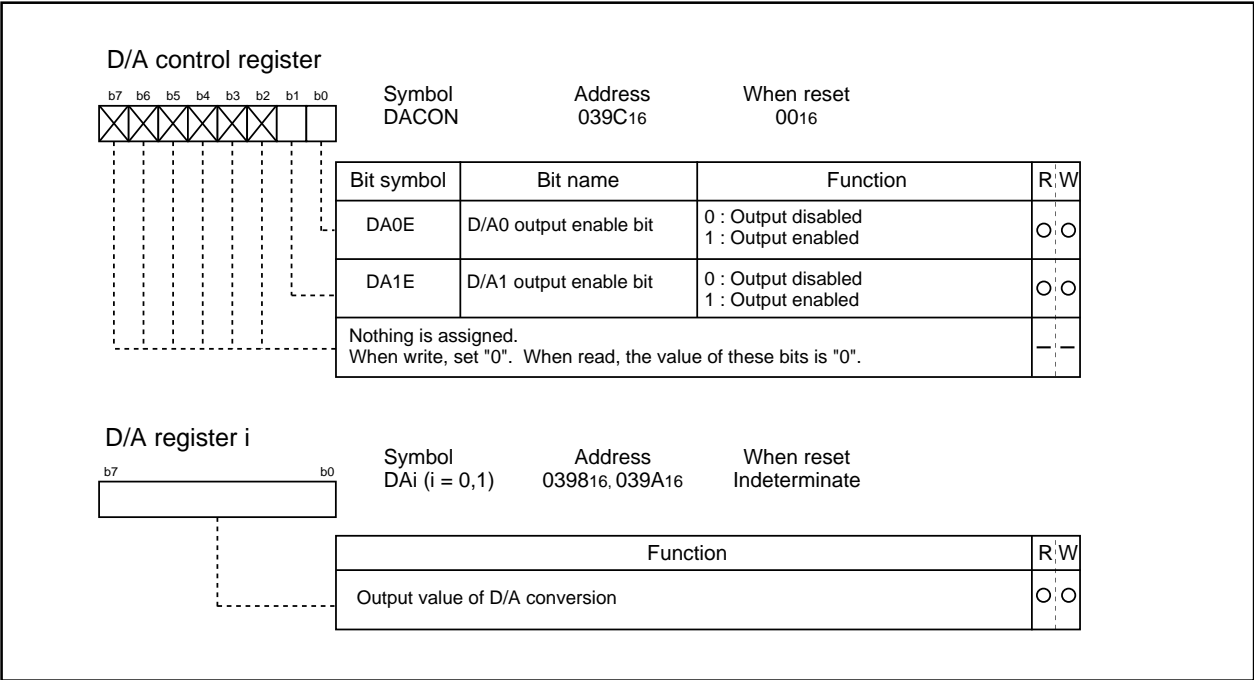 D/A control register
b7 b6 b5 b4 b3 b2 b1 b0
Symbol Address When reset
DACON 039C16 0016
Bit symbol Bit name Function R W
DA0E D/A0 output enable bit 0 : Output disabled
1 : Output enabled
DA1E D/A1 output enable bit 0 : Output disabled
1 : Output enabled
Nothing is assigned.
When write, set "0". When read, the value of these bits is "0".
D/A register i
b7 b0
Symbol Address When reset
DAi (i = 0,1) 039816, 039A16 Indeterminate
Function R W
Output value of D/A conversion